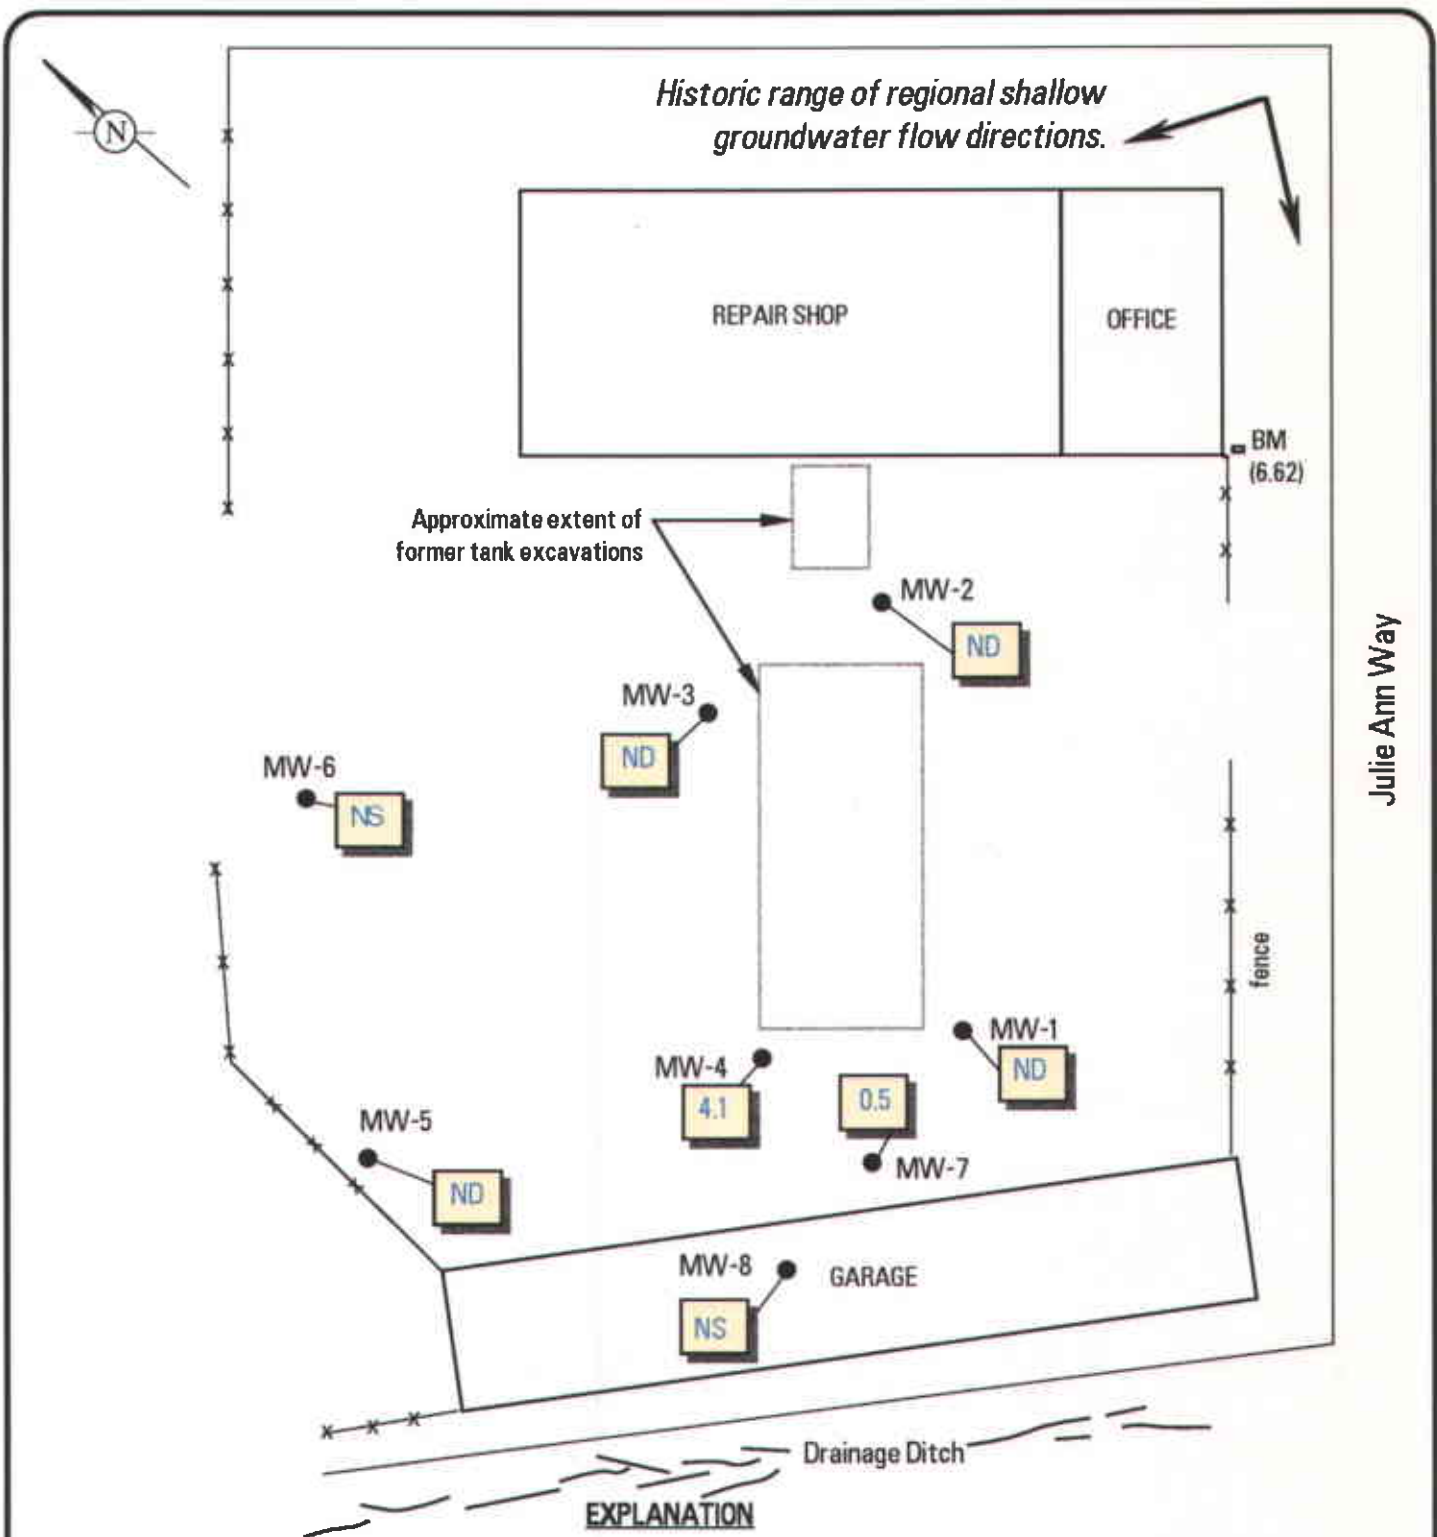 Historic range of regional shallow
groundwater flow directions.
N
REPAIR SHOP
OFFICE
BM
(6.62)
Approximate extent of
former tank excavations
MW-2
ND
MW-3
ND
Julie Ann Way
MW-6
NS
fence
MW-1
ND
MW-4
4.1
0.5
MW-7
MW-5
ND
MW-8
NS
GARAGE
Drainage Ditch
EXPLANATION